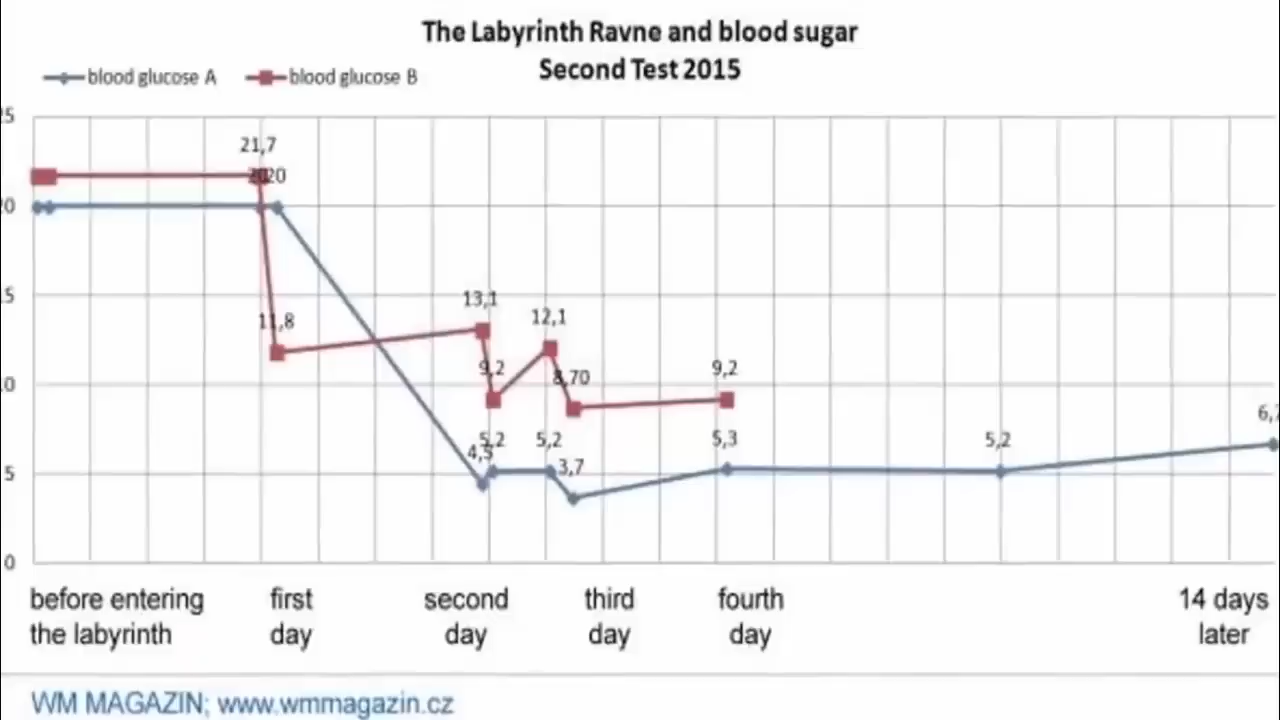 The Labyrinth Ravne and blood sugar
Second Test 2015
blood glucose A
blood glucose B
21,7
20
11,8
13,1
9,2
12,1
8,70
9,2
4,5
5,2
5,2
3,7
5,3
5,2
5
0
before entering
the labyrinth
first
day
second
day
third
day
fourth
day
14 days
later
WM MAGAZIN; www.wmmagazin.cz